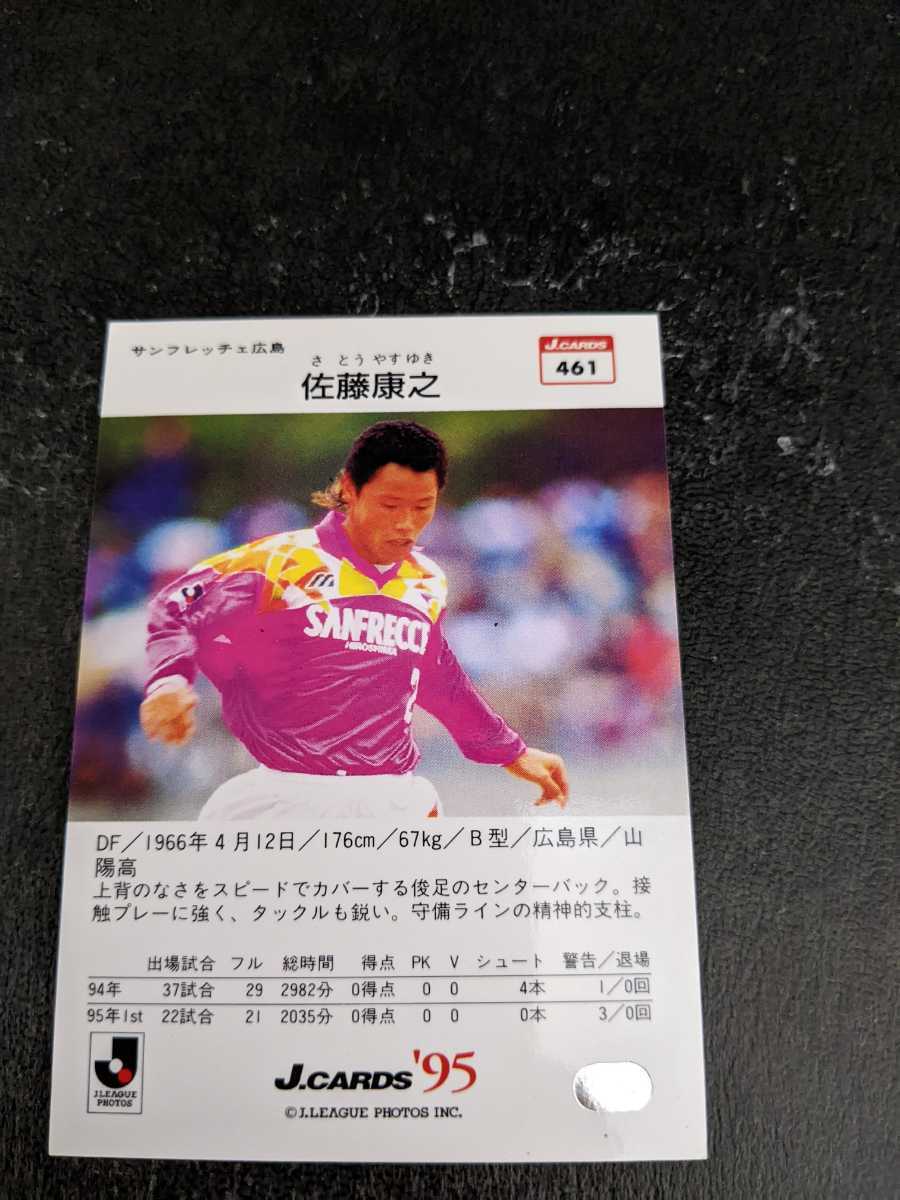 サンフレッチェ広島
さ とう やす ゆき
佐藤康之
J.CARDS
461
SANFRECCE
HIROSHIMA
2
DF／1966年 4 月12日／176cm／67kg／B型／広島県／山
陽高
上背のなさをスピードでカバーする俊足のセンターバック。接
触プレーに強く、タックルも鋭い。守備ラインの精神的支柱。
出場試合 フル 総時間 得点 PK V シュート 警告／退場
94年 37試合 29 2982分 0得点 0 0 4本 1／0回
95年1st 22試合 21 2035分 0得点 0 0 0本 3／0回
J.LEAGUE
PHOTOS
J.CARDS '95
©J.LEAGUE PHOTOS INC.